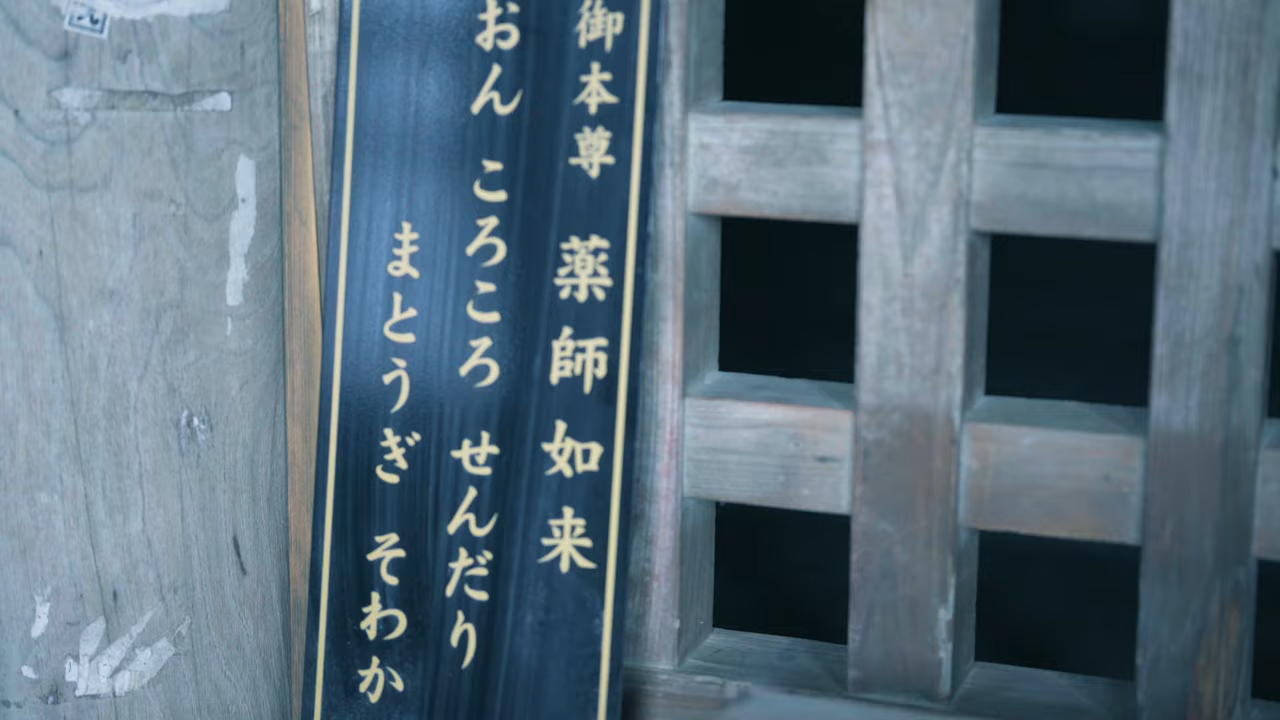 御本尊 薬師如来
おん ころころ せんだり
まとうぎ そわか